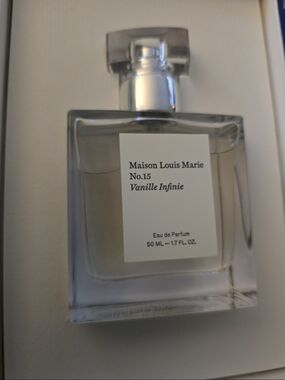 Maison Louis Marie
No.15
Vanille Infinie
Eau de Parfum
50 ML — 1.7 FL. OZ.